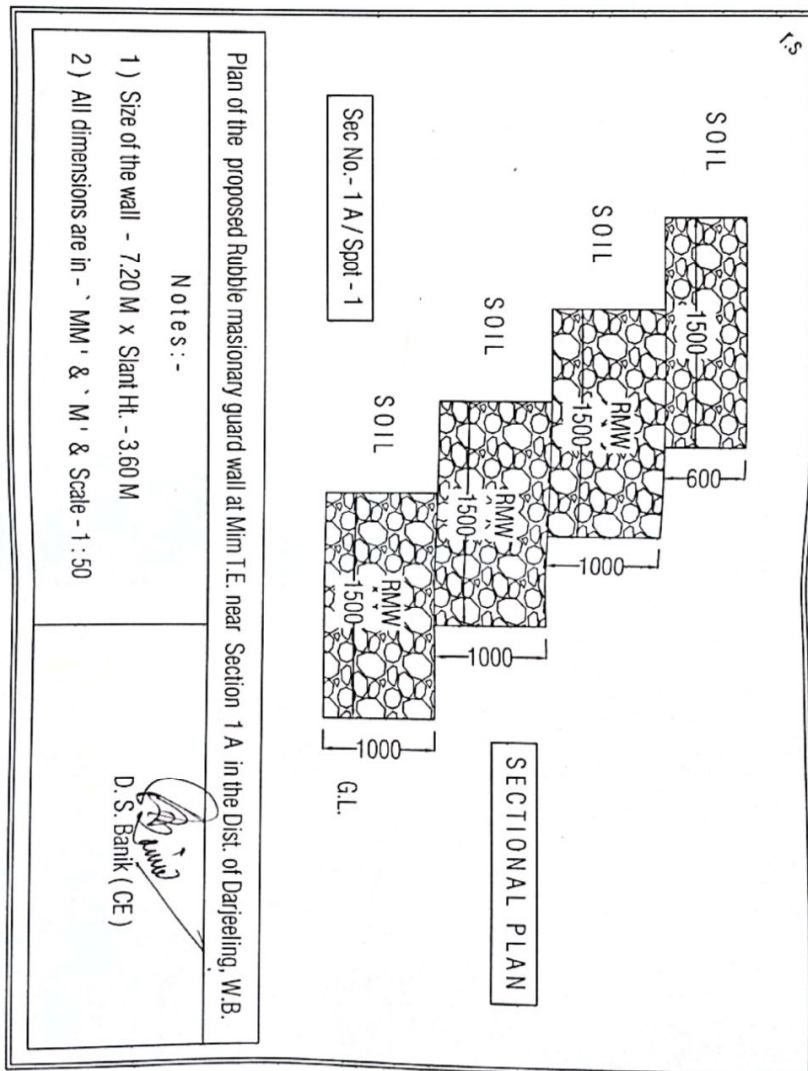 r.s
SECTIONAL PLAN
SOIL
1500
600
SOIL
RMW
1500
1000
SOIL
RMW
1500
1000
SOIL
RMW
1500
1000
G.L.
Sec No.- 1 A / Spot - 1
Plan of the proposed Rubble masionary guard wall at Mim T.E. near Section 1 A in the Dist. of Darjeeling, W.B.
Notes:-
1 ) Size of the wall - 7.20 M x Slant Ht. - 3.60 M
2 ) All dimensions are in - ` MM ' & ` M ' & Scale - 1 : 50
D. S. Banik ( CE )